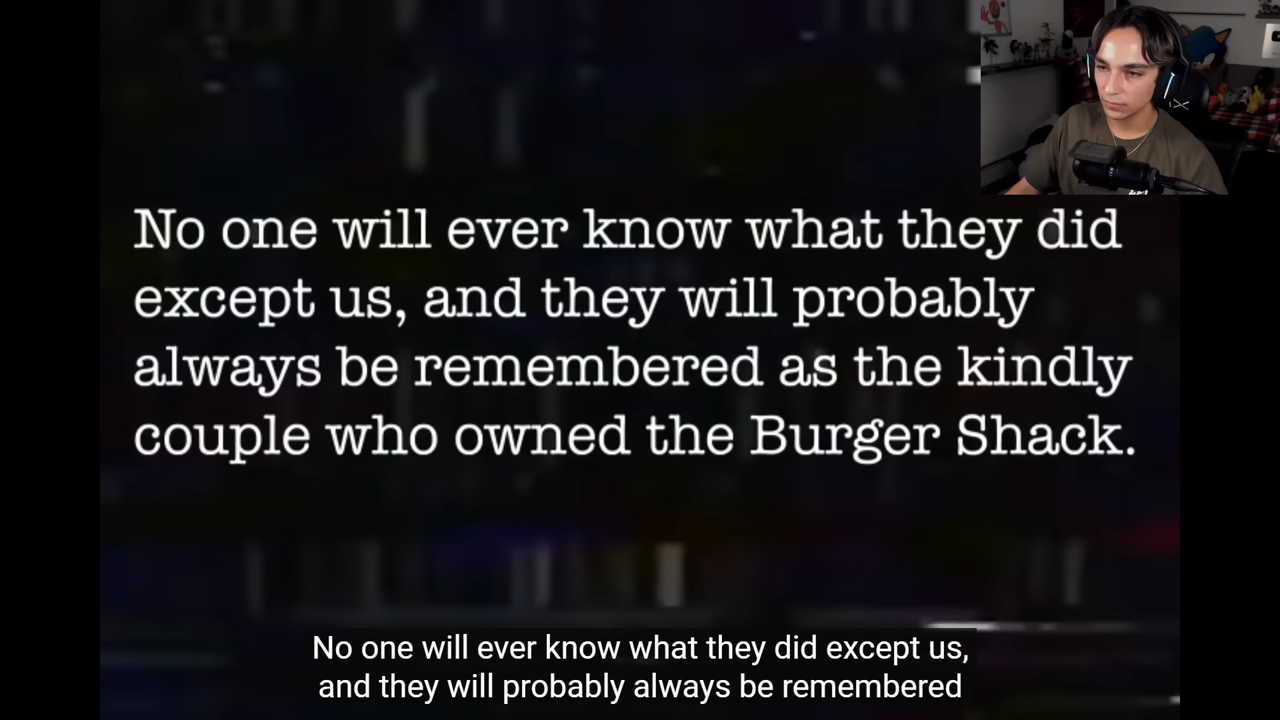 No one will ever know what they did
except us, and they will probably
always be remembered as the kindly
couple who owned the Burger Shack.
No one will ever know what they did except us,
and they will probably always be remembered